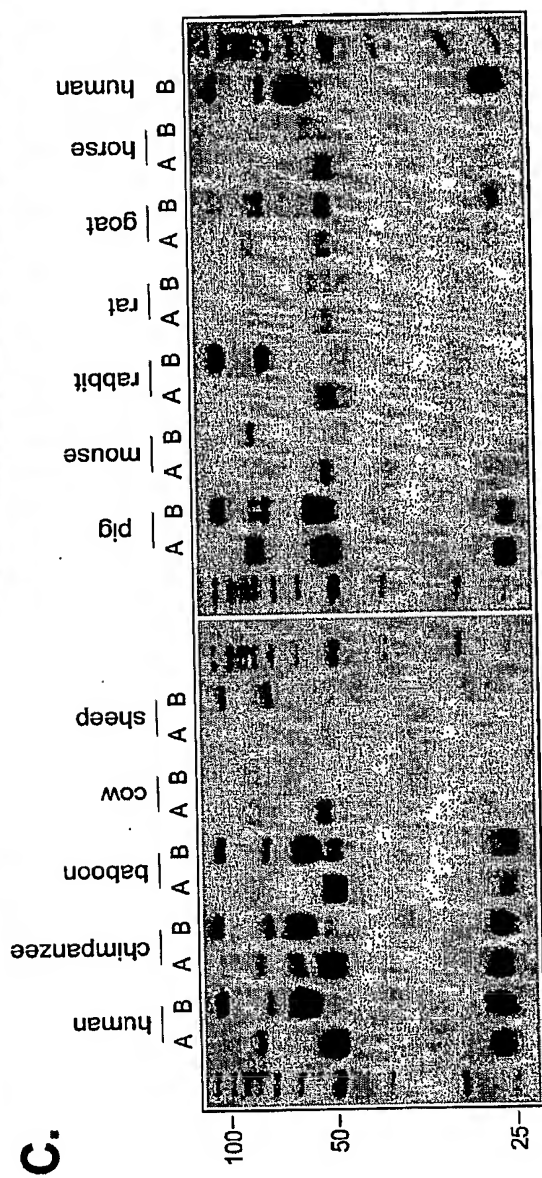 C.
human chimpanzee baboon cow sheep pig mouse rabbit rat goat horse human
A B A B A B A B A B A B A B A B A B A B A B B
100-
50-
25-